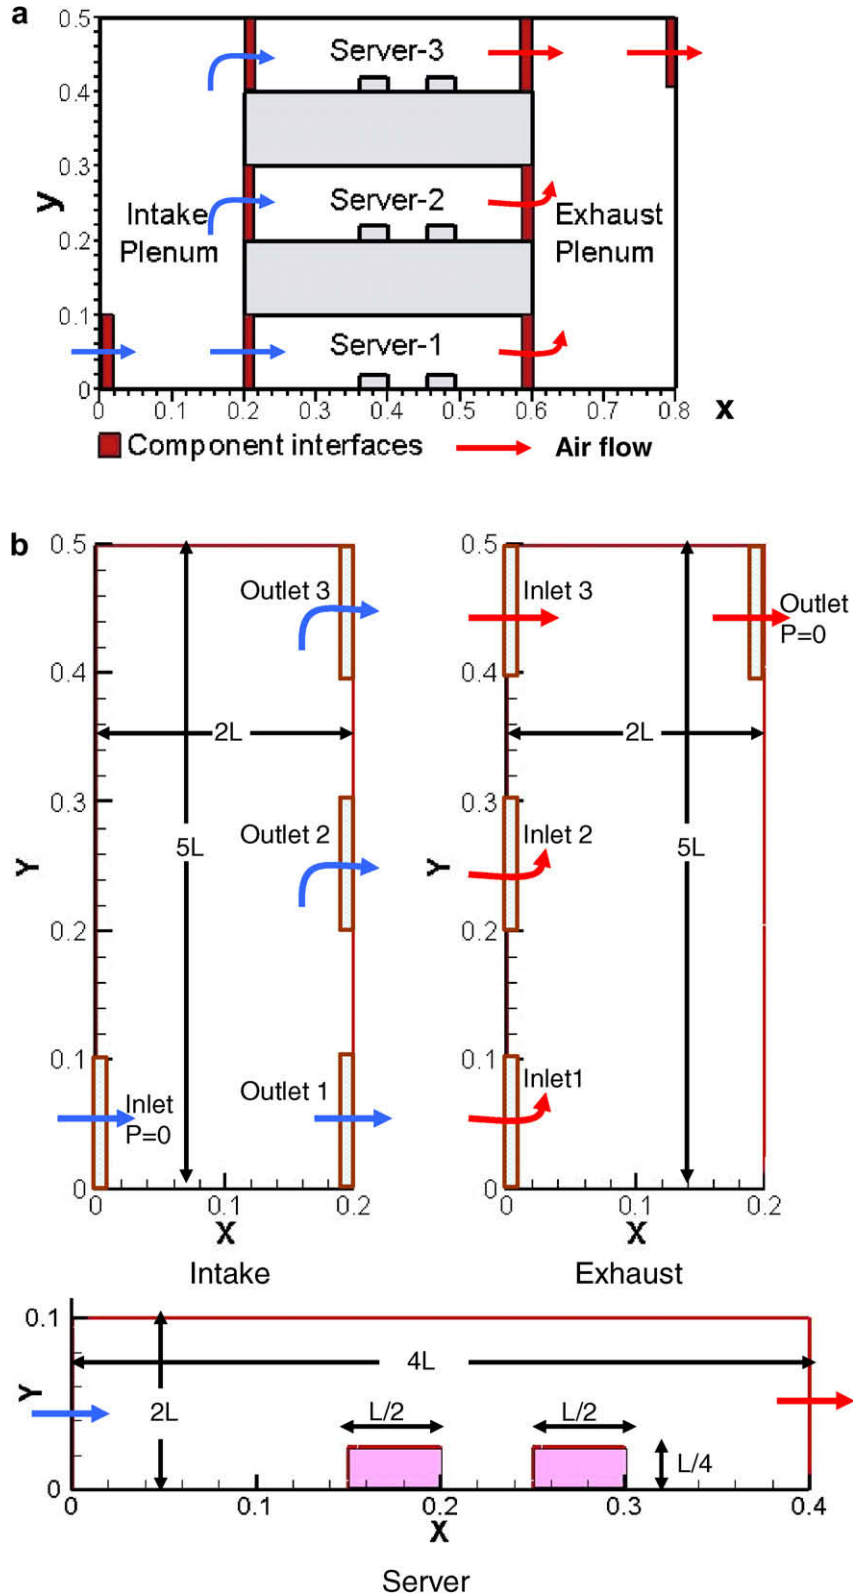 a
0.5
0.4
0.3
0.2
0.1
0
y
Server-3
Server-2
Server-1
Intake
Plenum
Exhaust
Plenum
0 0.1 0.2 0.3 0.4 0.5 0.6 0.7 0.8 x
Component interfaces Air flow
b
0.5
0.4
0.3
0.2
0.1
0
Y
Outlet 3
2L
Outlet 2
5L
Outlet 1
Inlet
P=0
0 0.1 0.2
X
Intake
0.5
0.4
0.3
0.2
0.1
0
Y
Inlet 3
Outlet
P=0
2L
Inlet 2
5L
Inlet1
0 0.1 0.2
X
Exhaust
0.1
0
Y
4L
2L
L/2 L/2
L/4
0 0.1 0.2 0.3 0.4
X
Server